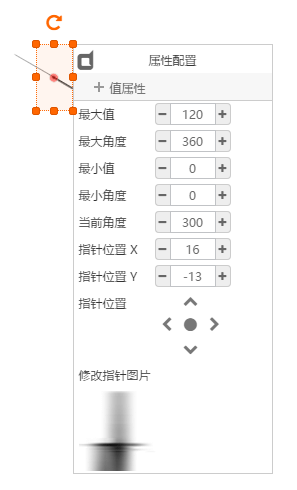 属性配置
值属性
最大值 120
最大角度 360
最小值 0
最小角度 0
当前角度 300
指针位置 X 16
指针位置 Y -13
指针位置
修改指针图片